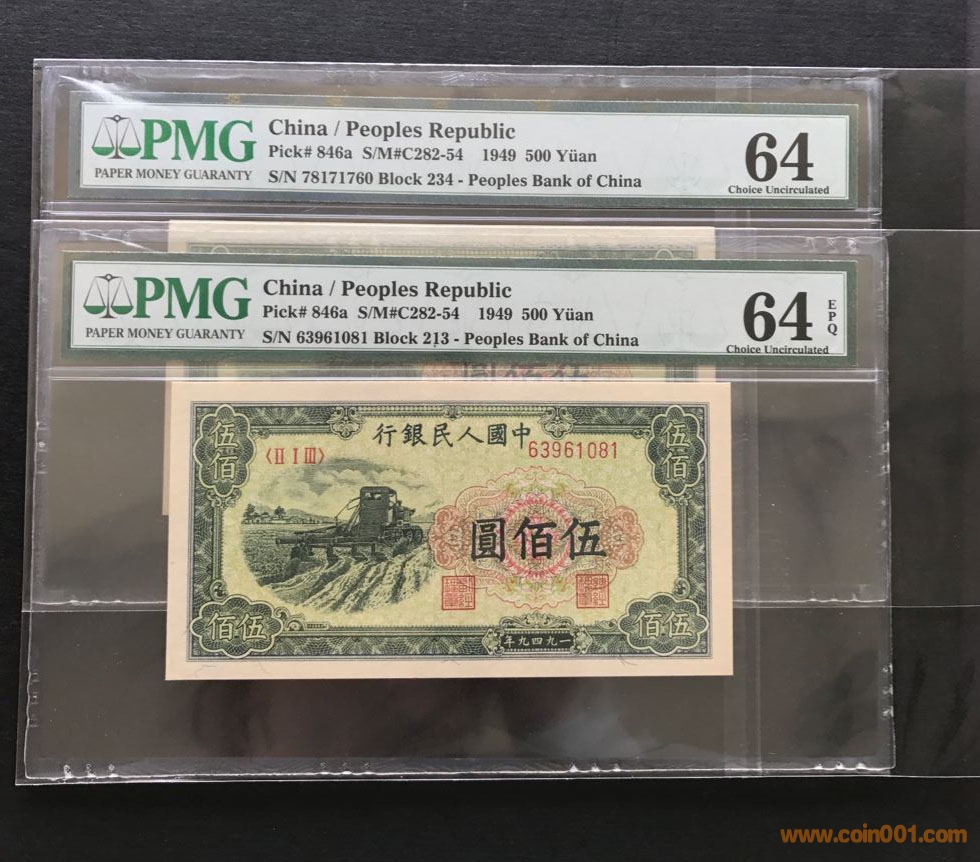 PMG
PAPER MONEY GUARANTY
China / Peoples Republic
Pick# 846a S/M#C282-54 1949 500 Yüan
S/N 78171760 Block 234 - Peoples Bank of China
64
Choice Uncirculated
PMG
PAPER MONEY GUARANTY
China / Peoples Republic
Pick# 846a S/M#C282-54 1949 500 Yüan
S/N 63961081 Block 213 - Peoples Bank of China
64
EPQ
Choice Uncirculated
行銀民人國中
伍佰
伍佰
〈II I III〉
63961081
圓佰伍
佰伍
佰伍
年九四九一
www.coin001.com